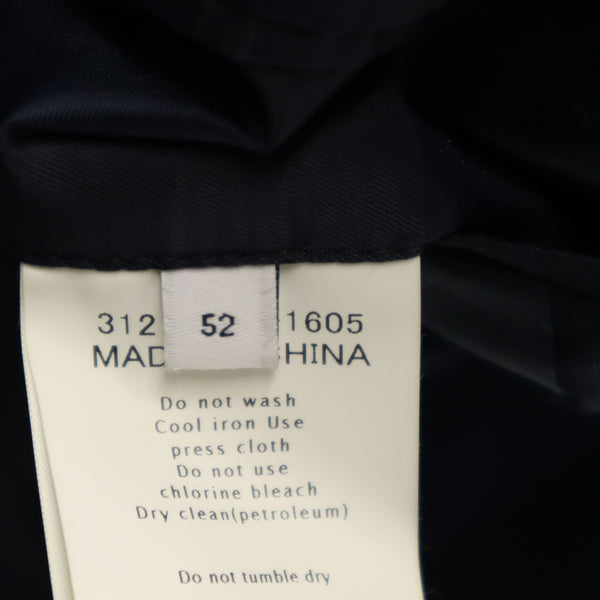 52
312 1605
MAD CHINA
Do not wash
Cool iron Use
press cloth
Do not use
chlorine bleach
Dry clean(petroleum)
Do not tumble dry